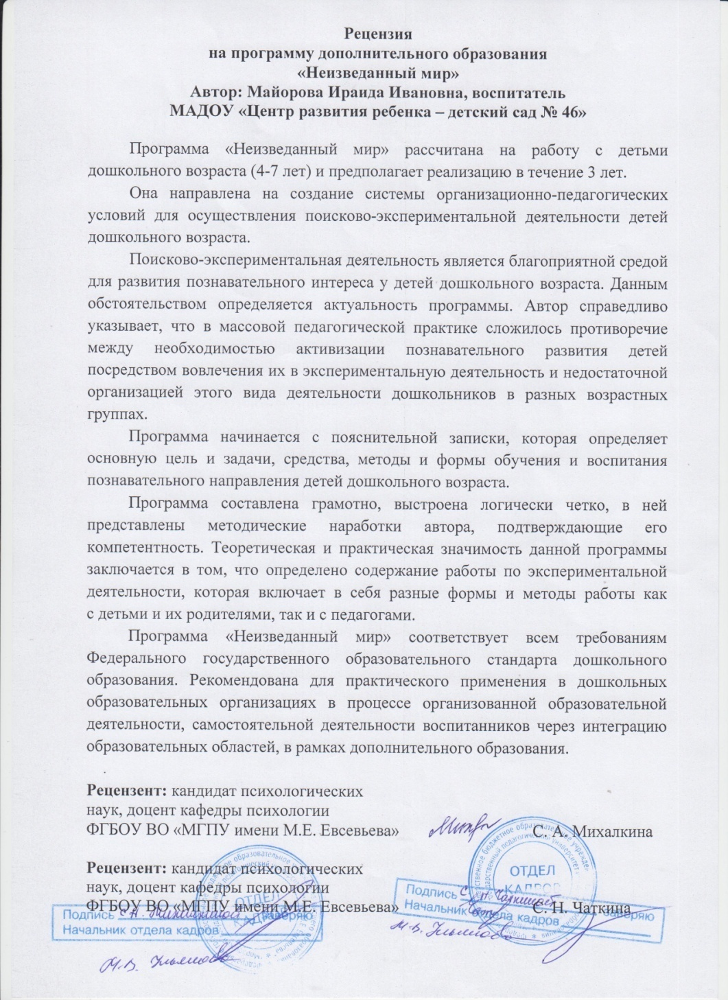 Рецензия
на программу дополнительного образования
«Неизведанный мир»
Автор: Майорова Ираида Ивановна, воспитатель
МАДОУ «Центр развития ребенка – детский сад № 46»
Программа «Неизведанный мир» рассчитана на работу с детьми
дошкольного возраста (4-7 лет) и предполагает реализацию в течение 3 лет.
Она направлена на создание системы организационно-педагогических
условий для осуществления поисково-экспериментальной деятельности детей
дошкольного возраста.
Поисково-экспериментальная деятельность является благоприятной средой
для развития познавательного интереса у детей дошкольного возраста. Данным
обстоятельством определяется актуальность программы. Автор справедливо
указывает, что в массовой педагогической практике сложилось противоречие
между необходимостью активизации познавательного развития детей
посредством вовлечения их в экспериментальную деятельность и недостаточной
организацией этого вида деятельности дошкольников в разных возрастных
группах.
Программа начинается с пояснительной записки, которая определяет
основную цель и задачи, средства, методы и формы обучения и воспитания
познавательного направления детей дошкольного возраста.
Программа составлена грамотно, выстроена логически четко, в ней
представлены методические наработки автора, подтверждающие его
компетентность. Теоретическая и практическая значимость данной программы
заключается в том, что определено содержание работы по экспериментальной
деятельности, которая включает в себя разные формы и методы работы как
с детьми и их родителями, так и с педагогами.
Программа «Неизведанный мир» соответствует всем требованиям
Федерального государственного образовательного стандарта дошкольного
образования. Рекомендована для практического применения в дошкольных
образовательных организациях в процессе организованной образовательной
деятельности, самостоятельной деятельности воспитанников через интеграцию
образовательных областей, в рамках дополнительного образования.
Рецензент: кандидат психологических
наук, доцент кафедры психологии
ФГБОУ ВО «МГПУ имени М.Е. Евсевьева» С. А. Михалкина
Рецензент: кандидат психологических
наук, доцент кафедры психологии
ФГБОУ ВО «МГПУ имени М.Е. Евсевьева» С. Н. Чаткина
ОТДЕЛ
КАДРОВ
Подпись заверяю
Начальник отдела кадров
ОТДЕЛ
КАДРОВ
Подпись заверяю
Начальник отдела кадров